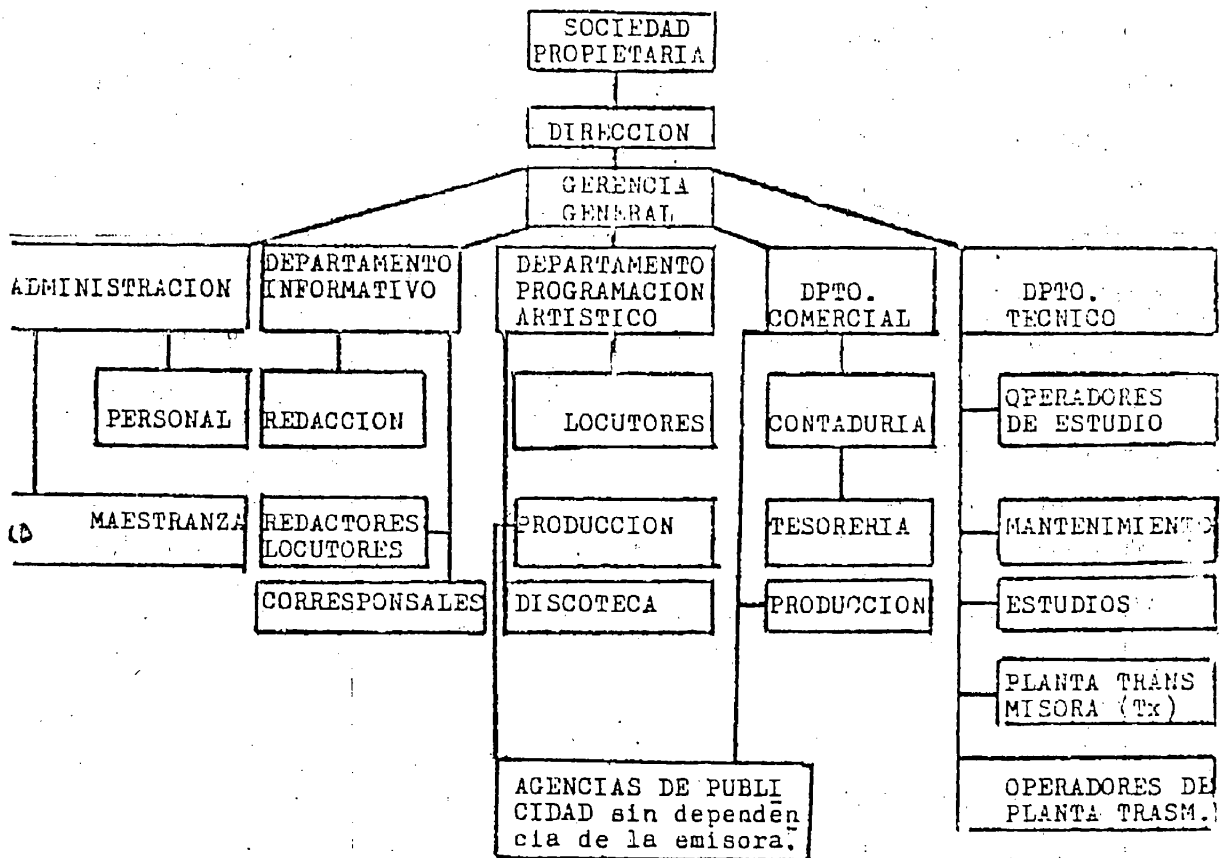 SOCIEDAD
PROPIETARIA
DIRECCION
GERENCIA
GENERAL
ADMINISTRACION
DEPARTAMENTO
INFORMATIVO
DEPARTAMENTO
PROGRAMACION
ARTISTICO
DPTO.
COMERCIAL
DPTO.
TECNICO
PERSONAL
REDACCION
LOCUTORES
CONTADURIA
OPERADORES
DE ESTUDIO
MAESTRANZA
REDACTORES
LOCUTORES
PRODUCCION
TESORERIA
MANTENIMIENTO
CORRESPONSALES
DISCOTECA
PRODUCCION
ESTUDIOS
PLANTA TRANS
MISORA (Tx)
AGENCIAS DE PUBLI
CIDAD sin dependen
cia de la emisora.
OPERADORES DE
PLANTA TRASM.